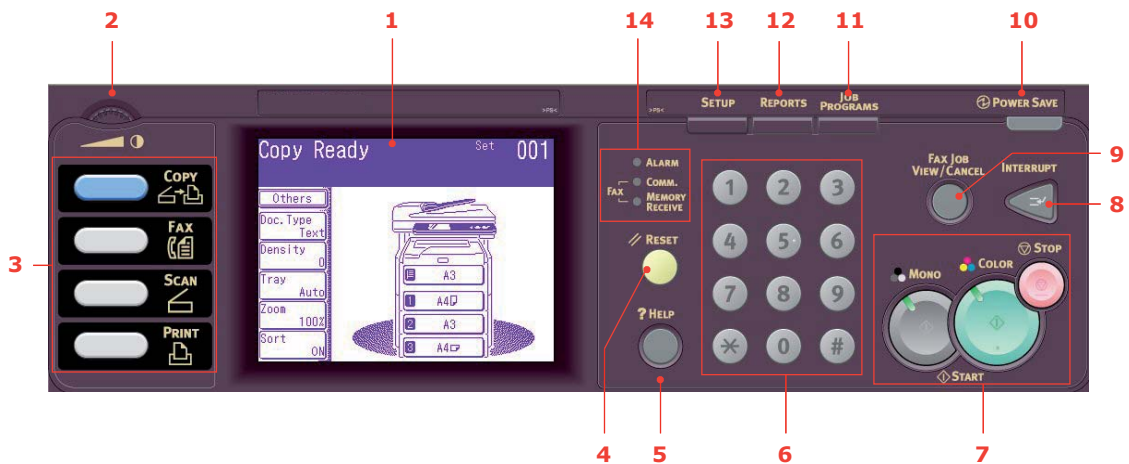 2
1
14
13
12
11
10
>PS<
>PS<
SETUP
REPORTS
JOB
PROGRAMS
POWER SAVE
Copy Ready
Set
001
Others
Doc.Type
Text
Density
0
Tray
Auto
Zoom
100%
Sort
ON
A3
1
A4
2
A3
3
A4
3
COPY
FAX
SCAN
PRINT
ALARM
FAX
COMM.
MEMORY
RECEIVE
RESET
? HELP
1
2
3
4
5
6
7
8
9
0
#
FAX JOB
VIEW/CANCEL
INTERRUPT
9
8
STOP
MONO
COLOR
START
4
5
6
7